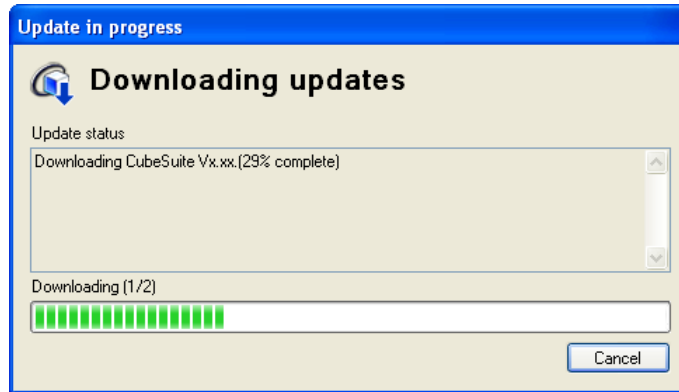 Update in progress
Downloading updates
Update status
Downloading CubeSuite Vx.xx.(29% complete)
Downloading (1/2)
Cancel